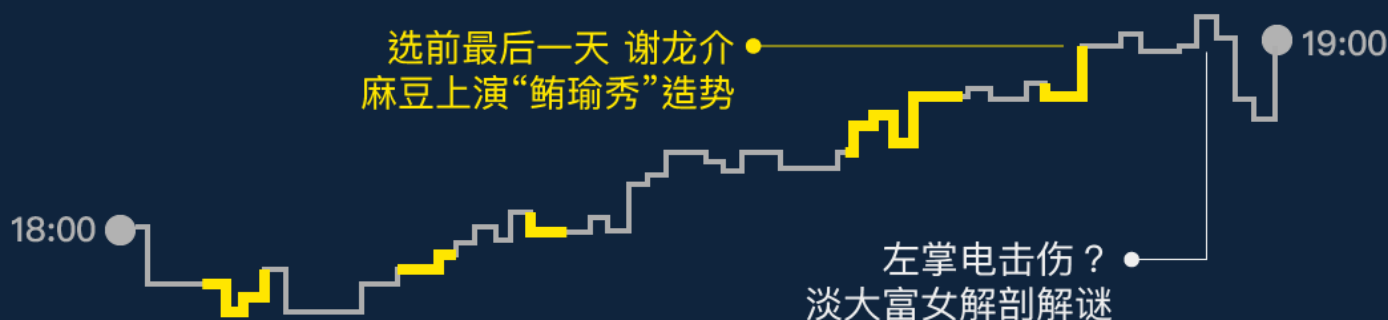 选前最后一天 谢龙介
麻豆上演“鲔瑜秀”造势
19:00
18:00
左掌电击伤？
淡大富女解剖解谜